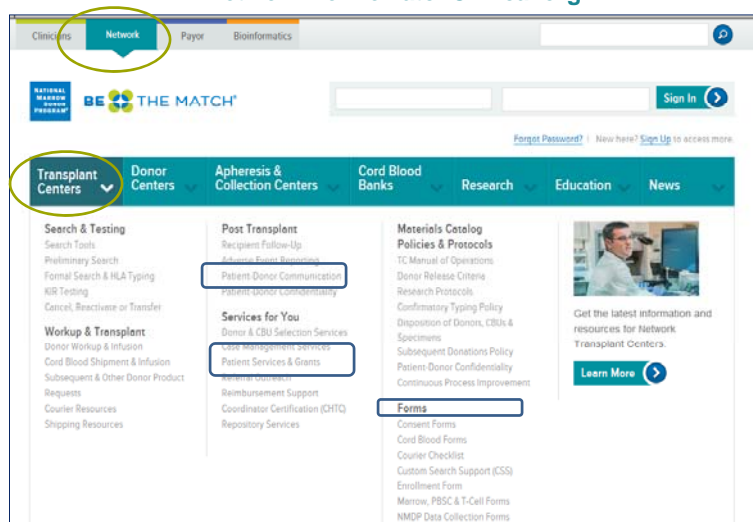 Clinicians Network Payor Bioinformatics
NATIONAL
MARROW
DONOR
PROGRAM®
BE THE MATCH®
Sign In
Forgot Password? | New here? Sign Up to access more.
Transplant Centers
Donor Centers
Apheresis & Collection Centers
Cord Blood Banks
Research
Education
News
Search & Testing
Search Tools
Preliminary Search
Formal Search & HLA Typing
KIR Testing
Cancel, Reactivate or Transfer
Workup & Transplant
Donor Workup & Infusion
Cord Blood Shipment & Infusion
Subsequent & Other Donor Product
Requests
Courier Resources
Shipping Resources
Post Transplant
Recipient Follow-Up
Adverse Event Reporting
Patient-Donor Communication
Patient-Donor Confidentiality
Services for You
Donor & CBU Selection Services
Case Management Services
Patient Services & Grants
Referral Outreach
Reimbursement Support
Coordinator Certification (CHTC)
Repository Services
Materials Catalog
Policies & Protocols
TC Manual of Operations
Donor Release Criteria
Research Protocols
Confirmatory Typing Policy
Disposition of Donors, CBUs &
Specimens
Subsequent Donations Policy
Patient-Donor Confidentiality
Continuous Process Improvement
Forms
Consent Forms
Cord Blood Forms
Courier Checklist
Custom Search Support (CSS)
Enrollment Form
Marrow, PBSC & T-Cell Forms
NMDP Data Collection Forms
Get the latest information and
resources for Network
Transplant Centers.
Learn More